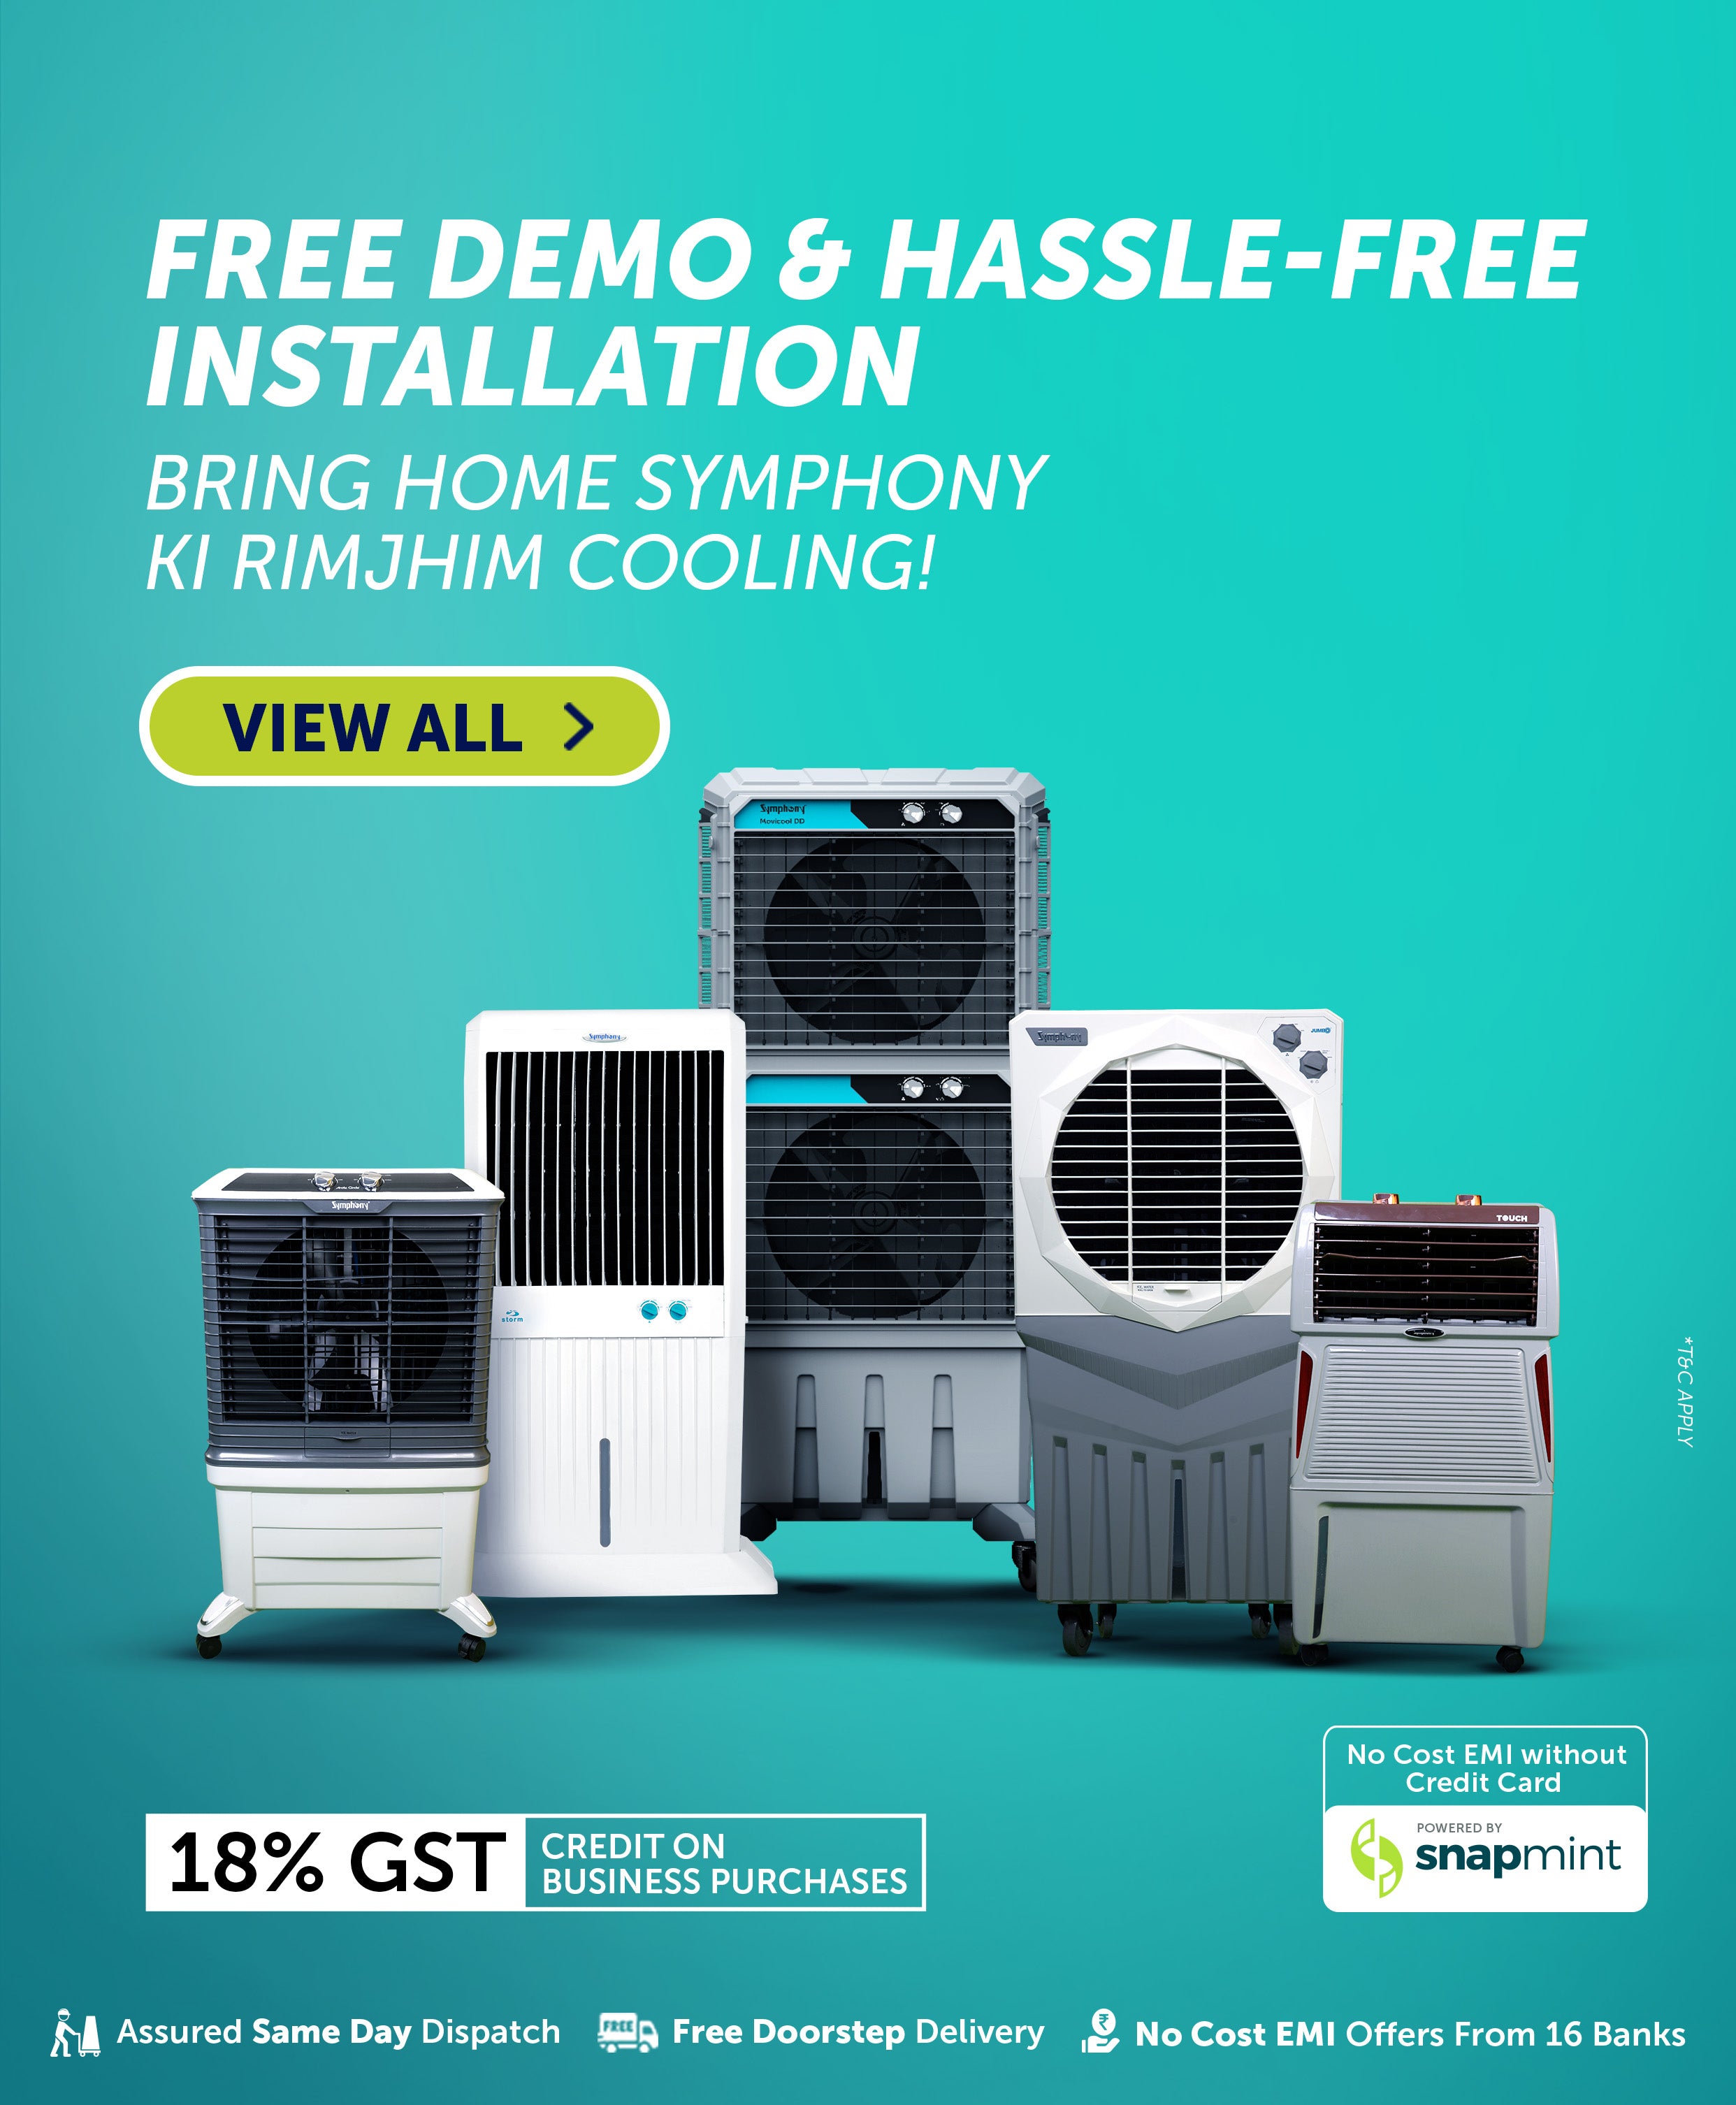 FREE DEMO & HASSLE-FREE
INSTALLATION
BRING HOME SYMPHONY
KI RIMJHIM COOLING!
VIEW ALL
Symphony
Movicool DD
Symphony
Symphony
JUMBO
Symphony
TOUCH
storm
Symphony
*T&C APPLY
No Cost EMI without
Credit Card
POWERED BY
snapmint
18% GST
CREDIT ON
BUSINESS PURCHASES
Assured Same Day Dispatch
FREE
Free Doorstep Delivery
₹
No Cost EMI Offers From 16 Banks